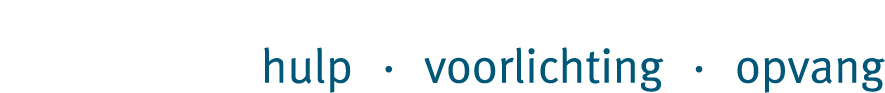 hulp · voorlichting · opvang